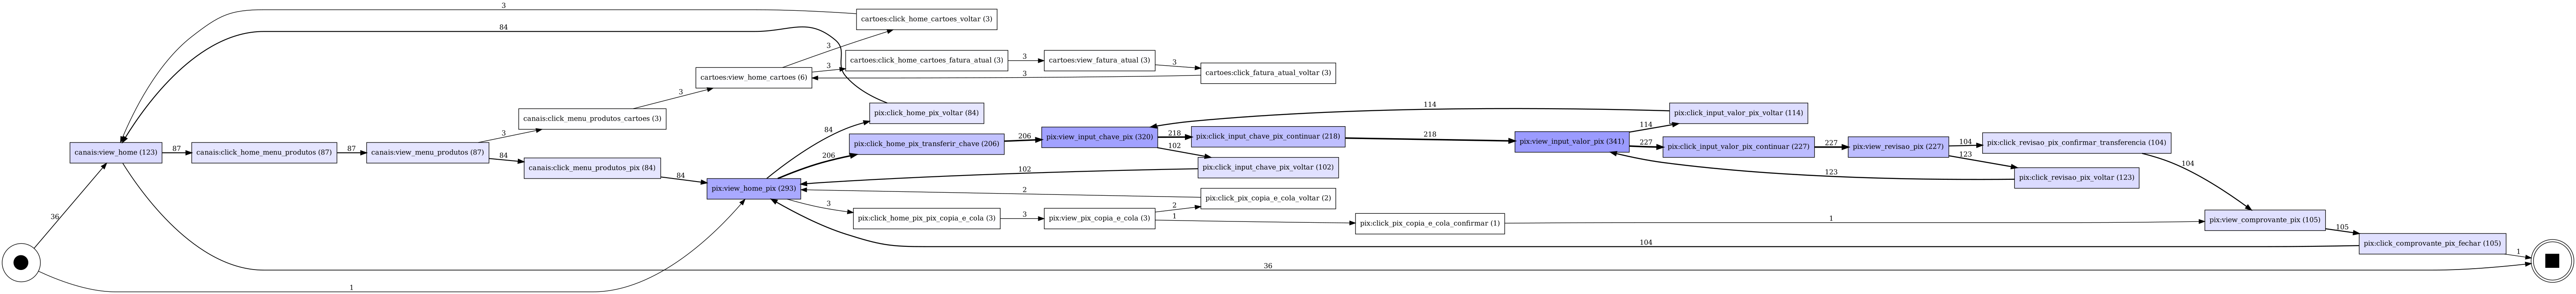 3
cartoes:click_home_cartoes_voltar (3)
84
3
cartoes:click_home_cartoes_fatura_atual (3)
3
cartoes:view_fatura_atual (3)
3
cartoes:click_fatura_atual_voltar (3)
3
3
cartoes:view_home_cartoes (6)
3
canais:click_menu_produtos_cartoes (3)
3
pix:click_home_pix_voltar (84)
84
114
pix:click_input_valor_pix_voltar (114)
114
canais:view_home (123)
87
canais:click_home_menu_produtos (87)
87
canais:view_menu_produtos (87)
84
canais:click_menu_produtos_pix (84)
84
pix:view_home_pix (293)
206
pix:click_home_pix_transferir_chave (206)
206
pix:view_input_chave_pix (320)
218
pix:click_input_chave_pix_continuar (218)
218
pix:view_input_valor_pix (341)
227
pix:click_input_valor_pix_continuar (227)
227
pix:view_revisao_pix (227)
104
pix:click_revisao_pix_confirmar_transferencia (104)
104
123
pix:click_revisao_pix_voltar (123)
123
102
pix:click_input_chave_pix_voltar (102)
102
2
pix:click_pix_copia_e_cola_voltar (2)
3
pix:click_home_pix_pix_copia_e_cola (3)
3
pix:view_pix_copia_e_cola (3)
2
1
pix:click_pix_copia_e_cola_confirmar (1)
1
pix:view_comprovante_pix (105)
105
pix:click_comprovante_pix_fechar (105)
104
1
36
36
1